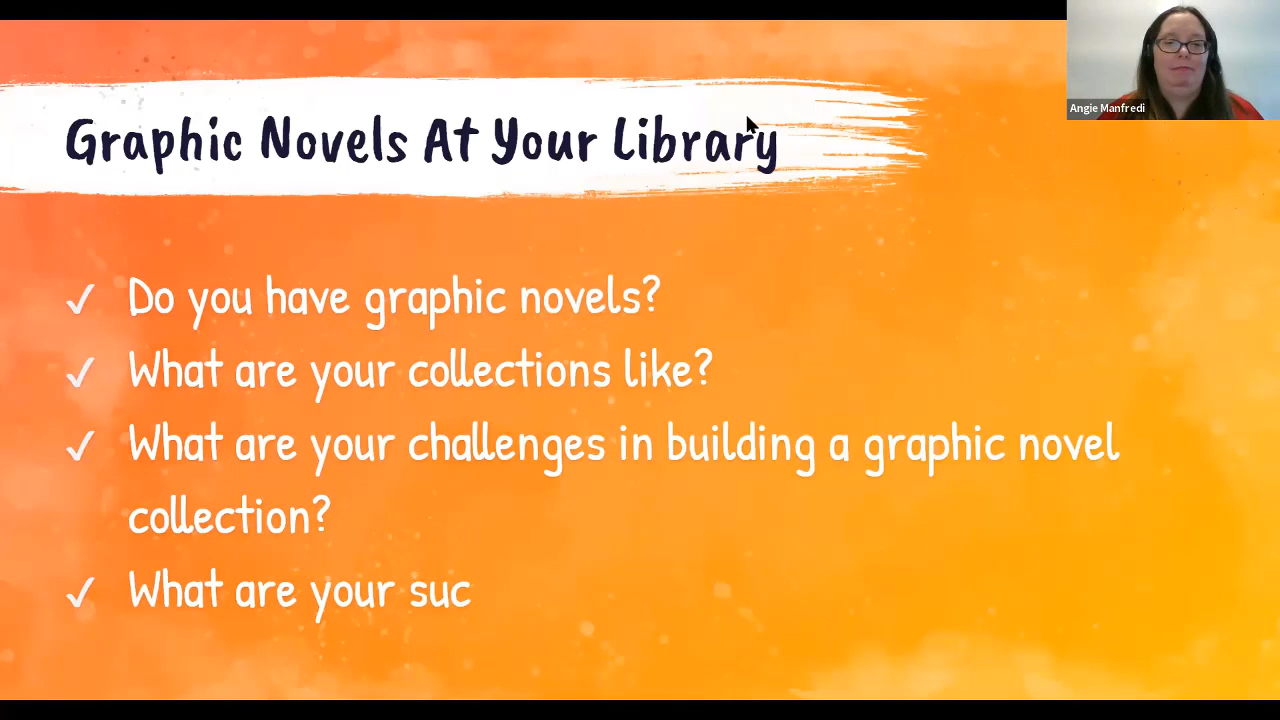 Graphic Novels At Your Library
Angie Manfredi
✓ Do you have graphic novels?
✓ What are your collections like?
✓ What are your challenges in building a graphic novel
collection?
✓ What are your suc